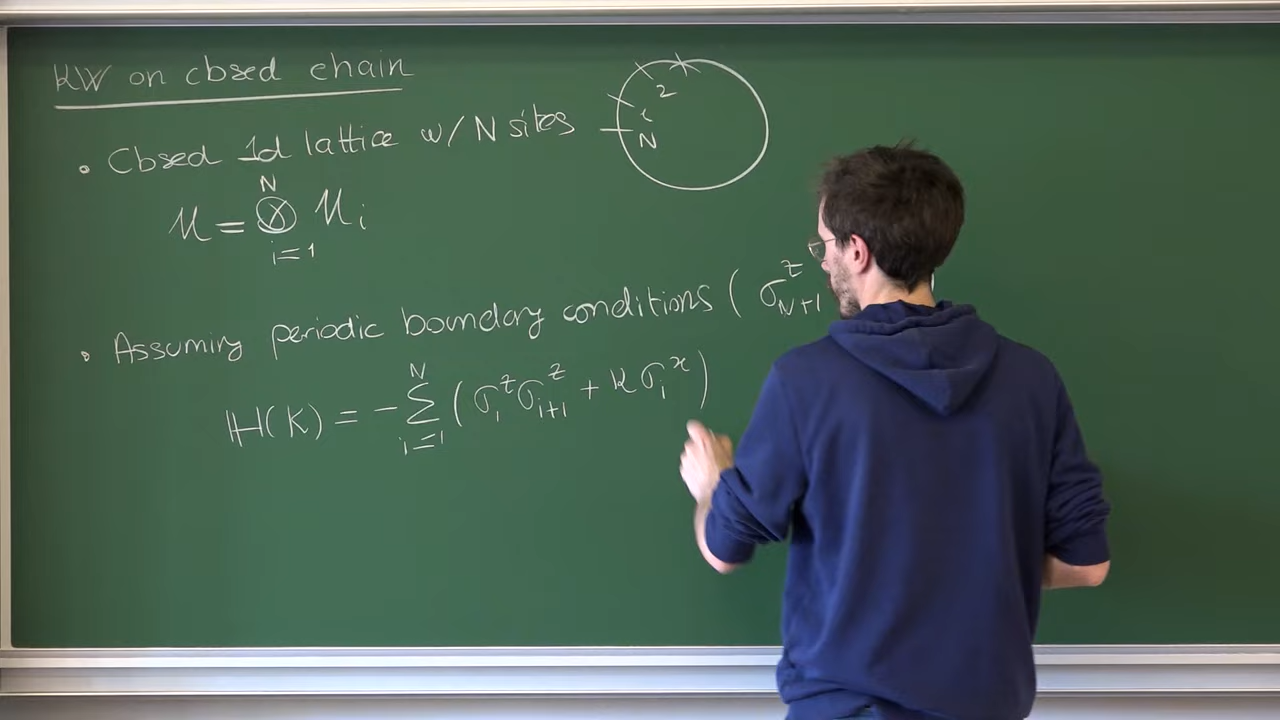 KW on closed chain
• Closed 1d lattice w/ N sites
1
2
N
ℋ = ⊗_{i=1}^{N} ℋ_i
• Assuming periodic boundary conditions ( σ^z_{N+1}
ℍ(K) = - ∑_{i=1}^{N} ( σ_i^z σ_{i+1}^z + K σ_i^x )